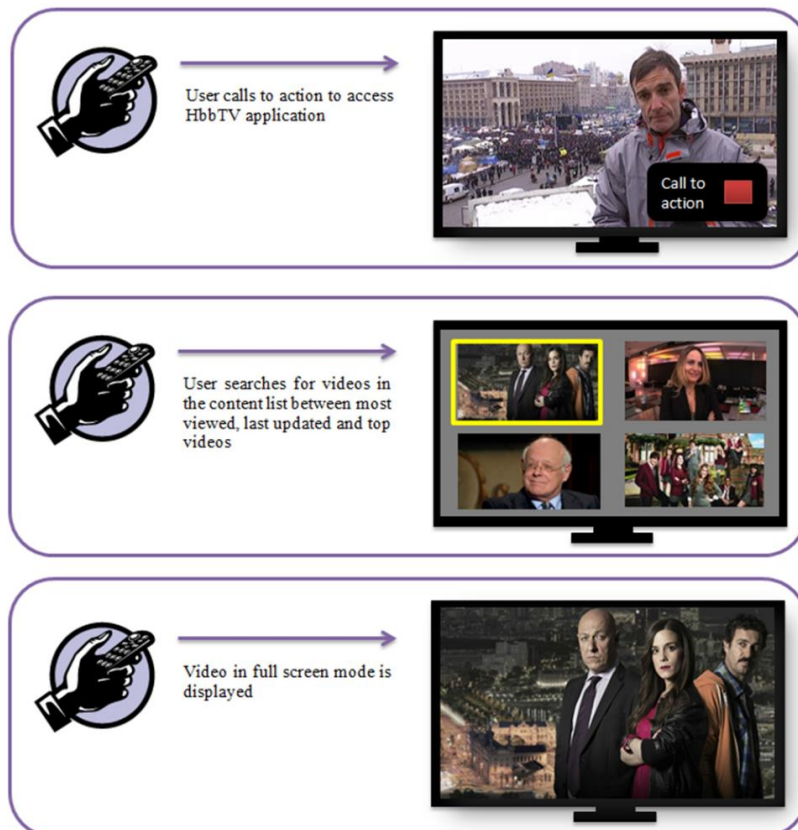 User calls to action to access
HbbTV application
Call to
action
User searches for videos in
the content list between most
viewed, last updated and top
videos
Video in full screen mode is
displayed